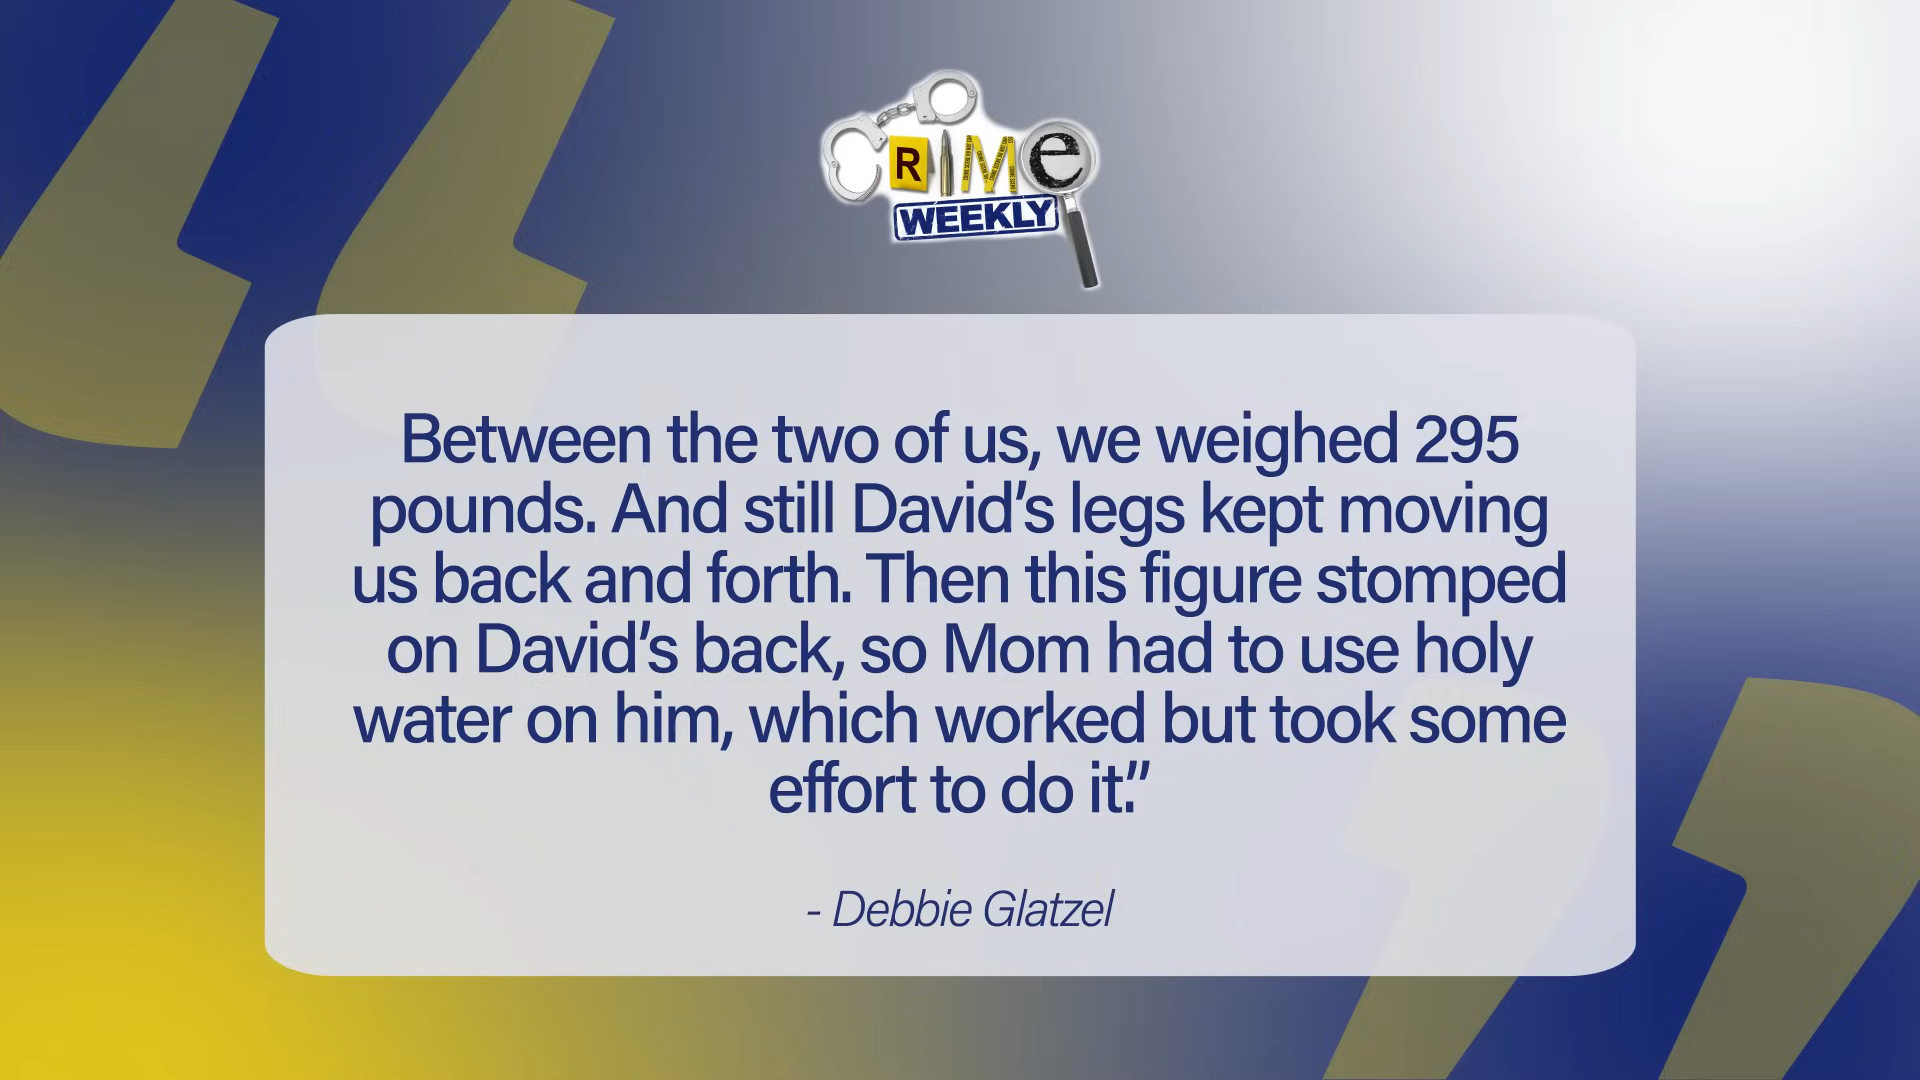 CRIMe
WEEKLY
Between the two of us, we weighed 295
pounds. And still David’s legs kept moving
us back and forth. Then this figure stomped
on David’s back, so Mom had to use holy
water on him, which worked but took some
effort to do it.”
- Debbie Glatzel